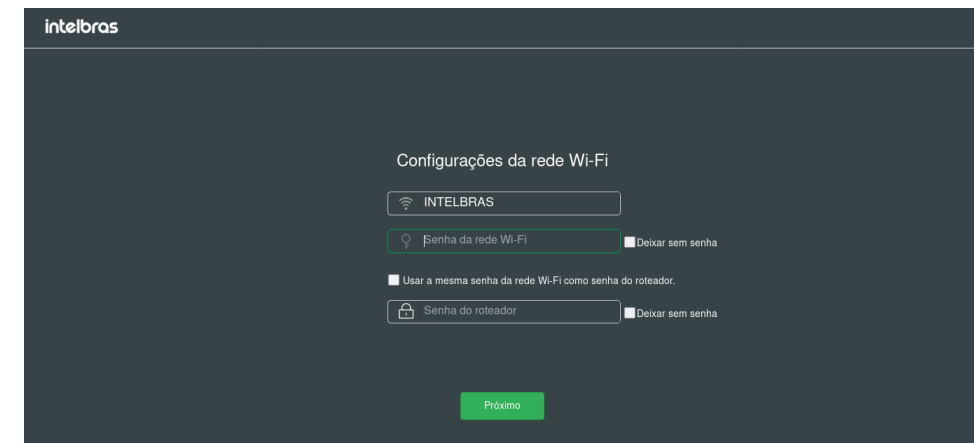 intelbras
Configurações da rede Wi-Fi
INTELBRAS
Senha da rede Wi-Fi
Deixar sem senha
Usar a mesma senha da rede Wi-Fi como senha do roteador.
Senha do roteador
Deixar sem senha
Próximo